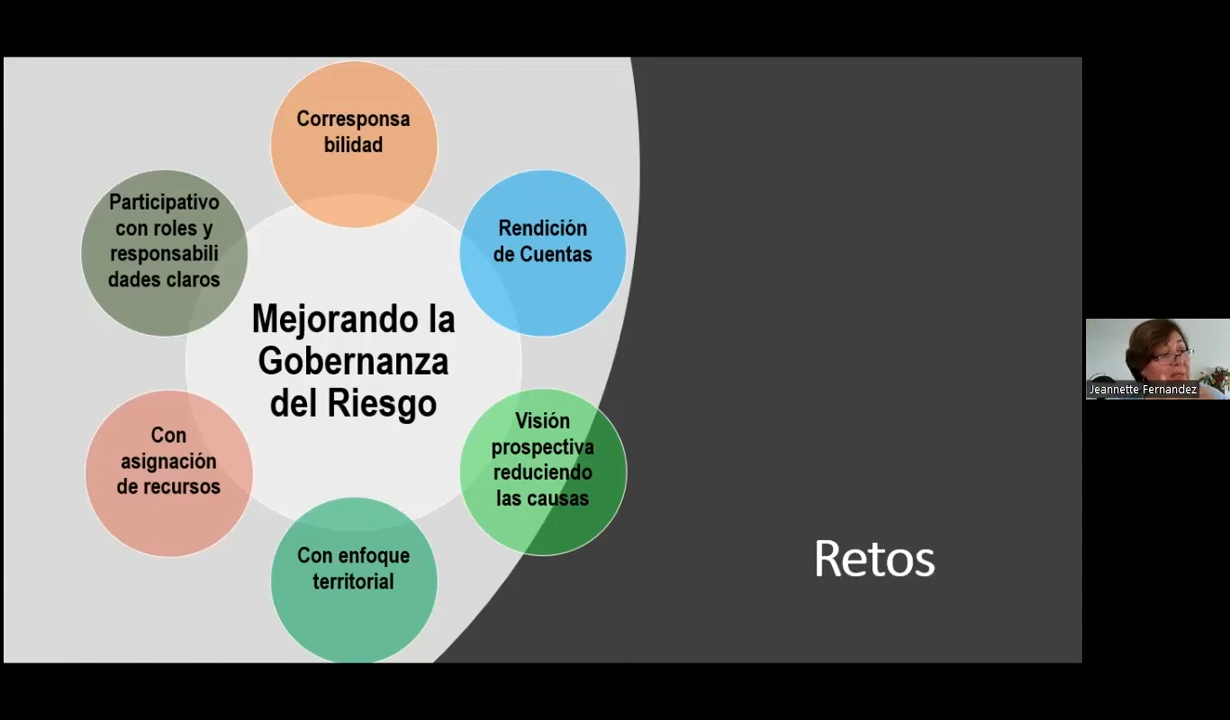 Corresponsa
bilidad
Rendición
de Cuentas
Visión
prospectiva
reduciendo
las causas
Con enfoque
territorial
Con
asignación
de recursos
Participativo
con roles y
responsabili
dades claros
Mejorando la
Gobernanza
del Riesgo
Retos
Jeannette Fernandez